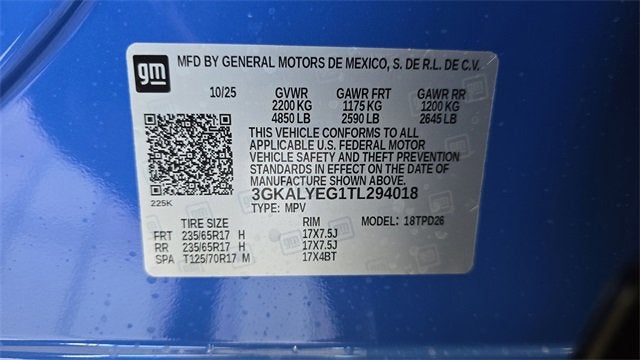 gm
MFD BY GENERAL MOTORS DE MEXICO, S. DE R.L. DE C.V.
10/25 GVWR GAWR FRT GAWR RR
2200 KG 1175 KG 1200 KG
4850 LB 2590 LB 2645 LB
THIS VEHICLE CONFORMS TO ALL
APPLICABLE U.S. FEDERAL MOTOR
VEHICLE SAFETY AND THEFT PREVENTION
STANDARDS IN EFFECT ON THE DATE OF
MANUFACTURE SHOWN ABOVE.
225K
3GKALYEG1TL294018
TYPE: MPV
TIRE SIZE RIM MODEL: 18TPD26
FRT 235/65R17 H 17X7.5J
RR 235/65R17 H 17X7.5J
SPA T125/70R17 M 17X4BT